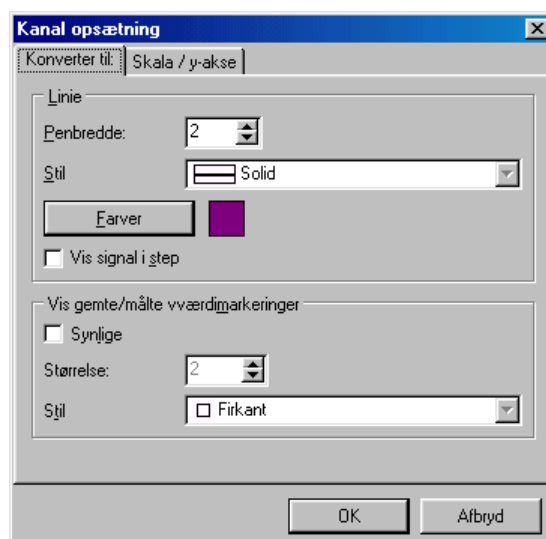 Kanal opsætning
Konverter til: Skala / y-akse
Linie
Penbredde: 2
Stil Solid
Farver
Vis signal i step
Vis gemte/målte vværdimarkeringer
Synlige
Størrelse: 2
Stil Firkant
OK Afbryd